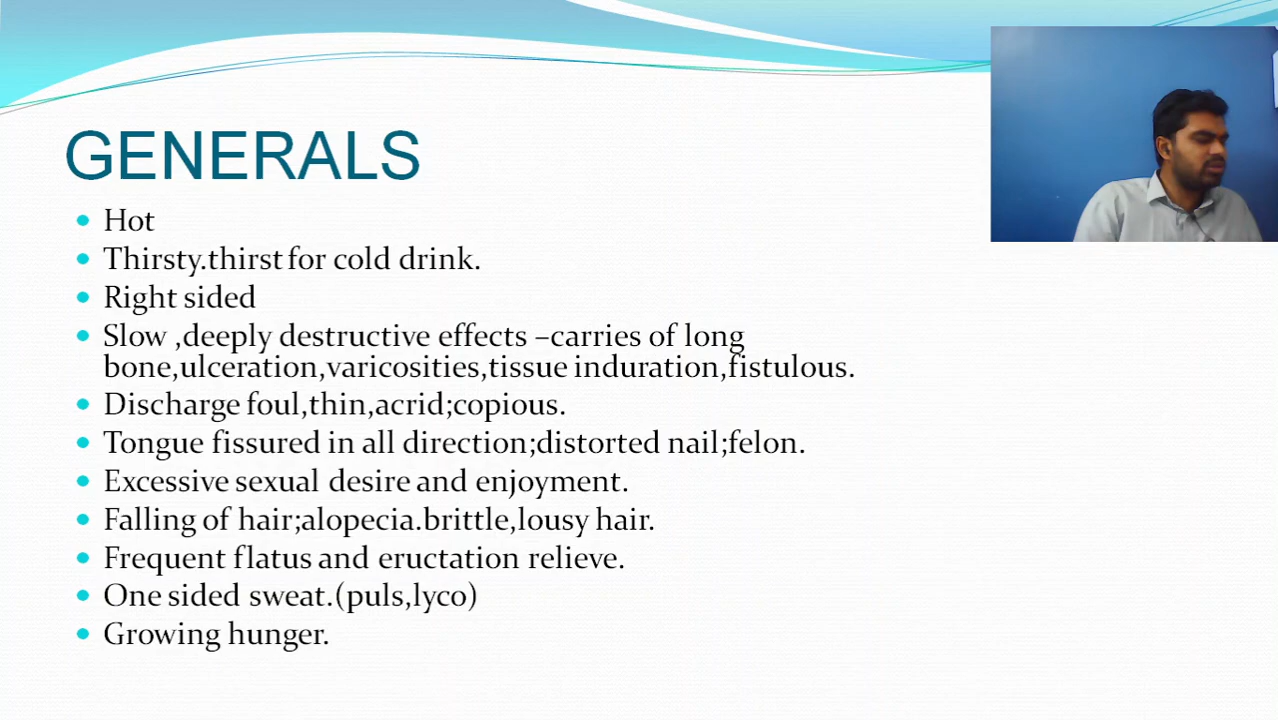 GENERALS
Hot
Thirsty.thirst for cold drink.
Right sided
Slow ,deeply destructive effects –carries of long
bone,ulceration,varicosities,tissue induration,fistulous.
Discharge foul,thin,acrid;copious.
Tongue fissured in all direction;distorted nail;felon.
Excessive sexual desire and enjoyment.
Falling of hair;alopecia.brittle,lousy hair.
Frequent flatus and eructation relieve.
One sided sweat.(puls,lyco)
Growing hunger.